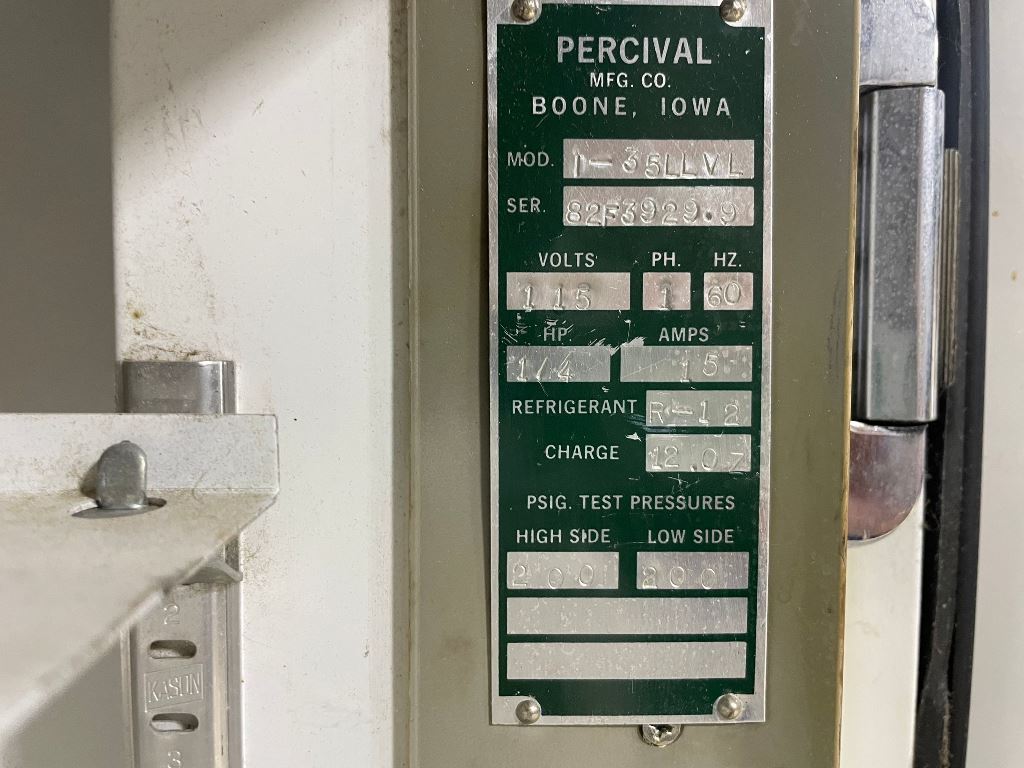 PERCIVAL
MFG. CO.
BOONE, IOWA
MOD. I-35LLVL
SER. 82F3929.9
VOLTS PH. HZ.
115 1 60
HP. AMPS
1/4 15
REFRIGERANT R-12
CHARGE 12.OZ
PSIG. TEST PRESSURES
HIGH SIDE LOW SIDE
200 200
2
KASON
3